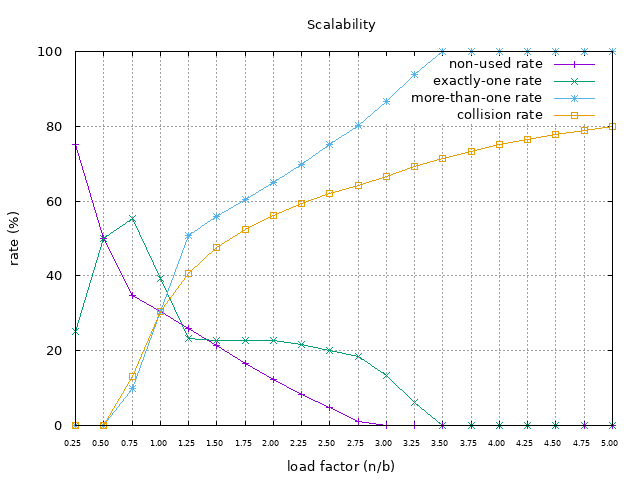 Scalability
100
80
60
40
20
0
rate (%)
non-used rate
exactly-one rate
more-than-one rate
collision rate
0.25 0.50 0.75 1.00 1.25 1.50 1.75 2.00 2.25 2.50 2.75 3.00 3.25 3.50 3.75 4.00 4.25 4.50 4.75 5.00
load factor (n/b)